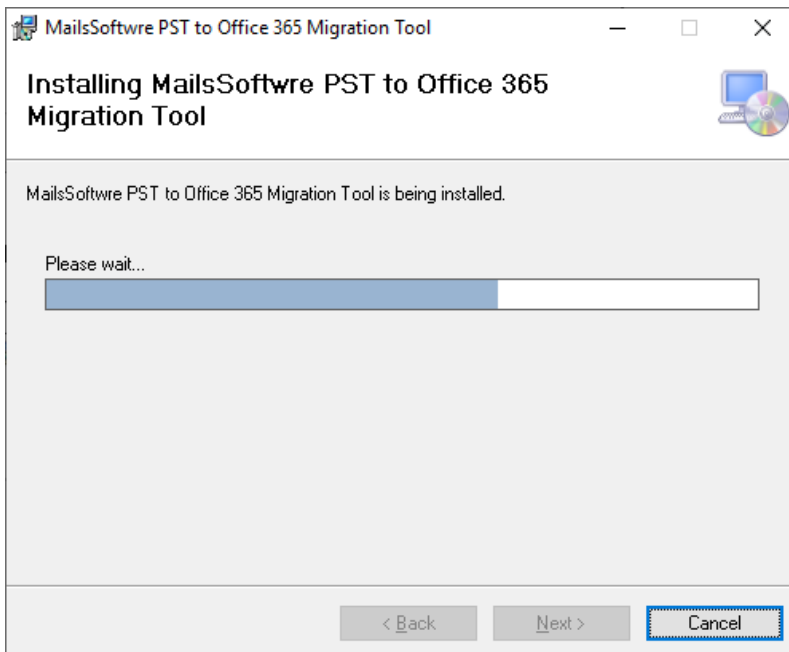 MailsSoftwre PST to Office 365 Migration Tool
Installing MailsSoftwre PST to Office 365
Migration Tool
MailsSoftwre PST to Office 365 Migration Tool is being installed.
Please wait...
< Back
Next >
Cancel